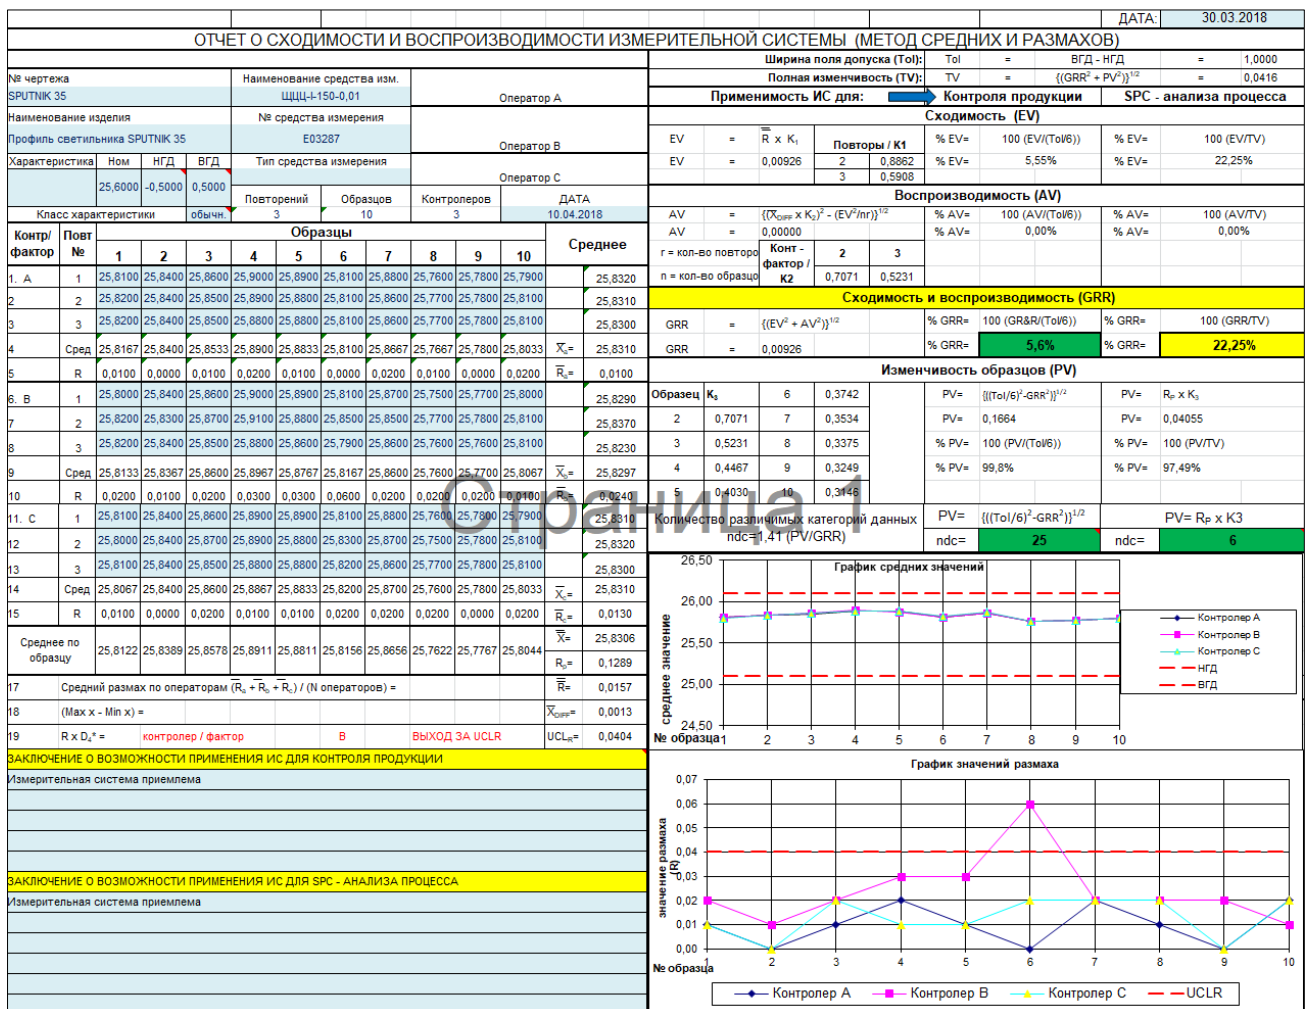 ДАТА: 30.03.2018
ОТЧЕТ О СХОДИМОСТИ И ВОСПРОИЗВОДИМОСТИ ИЗМЕРИТЕЛЬНОЙ СИСТЕМЫ (МЕТОД СРЕДНИХ И РАЗМАХОВ)
Ширина поля допуска (Tol): Tol = ВГД - НГД = 1,0000
№ чертежа Наименование средства изм. Полная изменчивость (TV): TV = {(GRR² + PV²)}^1/2 = 0,0416
SPUTNIK 35 ЩЦЦ-I-150-0,01 Оператор А Применимость ИС для: Контроля продукции SPC - анализа процесса
Наименование изделия № средства измерения Сходимость (EV)
Профиль светильника SPUTNIK 35 E03287 Оператор В
EV = R x K₁ Повторы / K1 % EV= 100 (EV/(Tol/6)) % EV= 100 (EV/TV)
Характеристика Ном НГД ВГД Тип средства измерения EV = 0,00926 2 0,8862 % EV= 5,55% % EV= 22,25%
Оператор С 3 0,5908
25,6000 -0,5000 0,5000
Воспроизводимость (AV)
Повторений Образцов Контролеров ДАТА
Класс характеристики обычн. 3 10 3 10.04.2018
AV = {(X_DIFF x K₂)² - (EV²/nr)}^1/2 % AV= 100 (AV/(Tol/6)) % AV= 100 (AV/TV)
AV = 0,00000 % AV= 0,00% % AV= 0,00%
r = кол-во повторо Конт - фактор / K2 2 3
n = кол-во образцо 0,7071 0,5231
Контр/фактор Повт № Образцы Среднее
1 2 3 4 5 6 7 8 9 10
1. А 1 25,8100 25,8400 25,8600 25,9000 25,8900 25,8100 25,8800 25,7600 25,7800 25,7900 25,8320
2 2 25,8200 25,8400 25,8500 25,8900 25,8800 25,8100 25,8600 25,7700 25,7800 25,8100 25,8310
3 3 25,8200 25,8400 25,8500 25,8800 25,8800 25,8100 25,8600 25,7700 25,7800 25,8100 25,8300
4 Сред 25,8167 25,8400 25,8533 25,8900 25,8833 25,8100 25,8667 25,7667 25,7800 25,8033 Xₐ= 25,8310
5 R 0,0100 0,0000 0,0100 0,0200 0,0100 0,0000 0,0200 0,0100 0,0000 0,0200 Rₐ= 0,0100
6. В 1 25,8000 25,8400 25,8600 25,9000 25,8900 25,8100 25,8700 25,7500 25,7700 25,8000 25,8290
7 2 25,8200 25,8300 25,8700 25,9100 25,8800 25,8500 25,8500 25,7700 25,7800 25,8100 25,8370
8 3 25,8200 25,8400 25,8500 25,8800 25,8600 25,7900 25,8600 25,7600 25,7600 25,8100 25,8230
9 Сред 25,8133 25,8367 25,8600 25,8967 25,8767 25,8167 25,8600 25,7600 25,7700 25,8067 X_b= 25,8297
10 R 0,0200 0,0100 0,0200 0,0300 0,0300 0,0600 0,0200 0,0200 0,0200 0,0100 R_b= 0,0240
11. С 1 25,8100 25,8400 25,8600 25,8900 25,8900 25,8100 25,8800 25,7600 25,7800 25,7900 25,8310
12 2 25,8000 25,8400 25,8700 25,8900 25,8800 25,8300 25,8700 25,7500 25,7800 25,8100 25,8320
13 3 25,8100 25,8400 25,8500 25,8800 25,8800 25,8200 25,8600 25,7700 25,7800 25,8100 25,8300
14 Сред 25,8067 25,8400 25,8600 25,8867 25,8833 25,8200 25,8700 25,7600 25,7800 25,8033 X_c= 25,8310
15 R 0,0100 0,0000 0,0200 0,0100 0,0100 0,0200 0,0200 0,0200 0,0000 0,0200 R_c= 0,0130
Среднее по образцу 25,8122 25,8389 25,8578 25,8911 25,8811 25,8156 25,8656 25,7622 25,7767 25,8044 X= 25,8306
Rₚ= 0,1289
17 Средний размах по операторам (Rₐ + R_b + R_c) / (N операторов) = R= 0,0157
18 (Max x - Min x) = X_DIFF= 0,0013
19 R x D₄* = контролер / фактор В ВЫХОД ЗА UCLR UCL_R= 0,0404
ЗАКЛЮЧЕНИЕ О ВОЗМОЖНОСТИ ПРИМЕНЕНИЯ ИС ДЛЯ КОНТРОЛЯ ПРОДУКЦИИ
Измерительная система приемлема
ЗАКЛЮЧЕНИЕ О ВОЗМОЖНОСТИ ПРИМЕНЕНИЯ ИС ДЛЯ SPC - АНАЛИЗА ПРОЦЕССА
Измерительная система приемлема
Сходимость и воспроизводимость (GRR)
GRR = {(EV² + AV²)}^1/2 % GRR= 100 (GR&R/(Tol/6)) % GRR= 100 (GRR/TV)
GRR = 0,00926 % GRR= 5,6% % GRR= 22,25%
Изменчивость образцов (PV)
Образец K₃ 6 0,3742 PV= {((Tol/6)²-GRR²)}^1/2 PV= Rₚ x K₃
2 0,7071 7 0,3534 PV= 0,1664 PV= 0,04055
3 0,5231 8 0,3375 % PV= 100 (PV/(Tol/6)) % PV= 100 (PV/TV)
4 0,4467 9 0,3249 % PV= 99,8% % PV= 97,49%
5 0,4030 10 0,3146
Страница 1
Количество различимых категорий данных PV= {((Tol/6)²-GRR²)}^1/2 PV= Rₚ x K3
ndc=1,41 (PV/GRR) ndc= 25 ndc= 6
График средних значений
среднее значение
26,50
26,00
25,50
25,00
24,50
№ образца 1 2 3 4 5 6 7 8 9 10
Контролер А
Контролер В
Контролер С
НГД
ВГД
График значений размаха
значение размаха (R)
0,07
0,06
0,05
0,04
0,03
0,02
0,01
0,00
№ образца 1 2 3 4 5 6 7 8 9 10
Контролер А Контролер В Контролер С UCLR